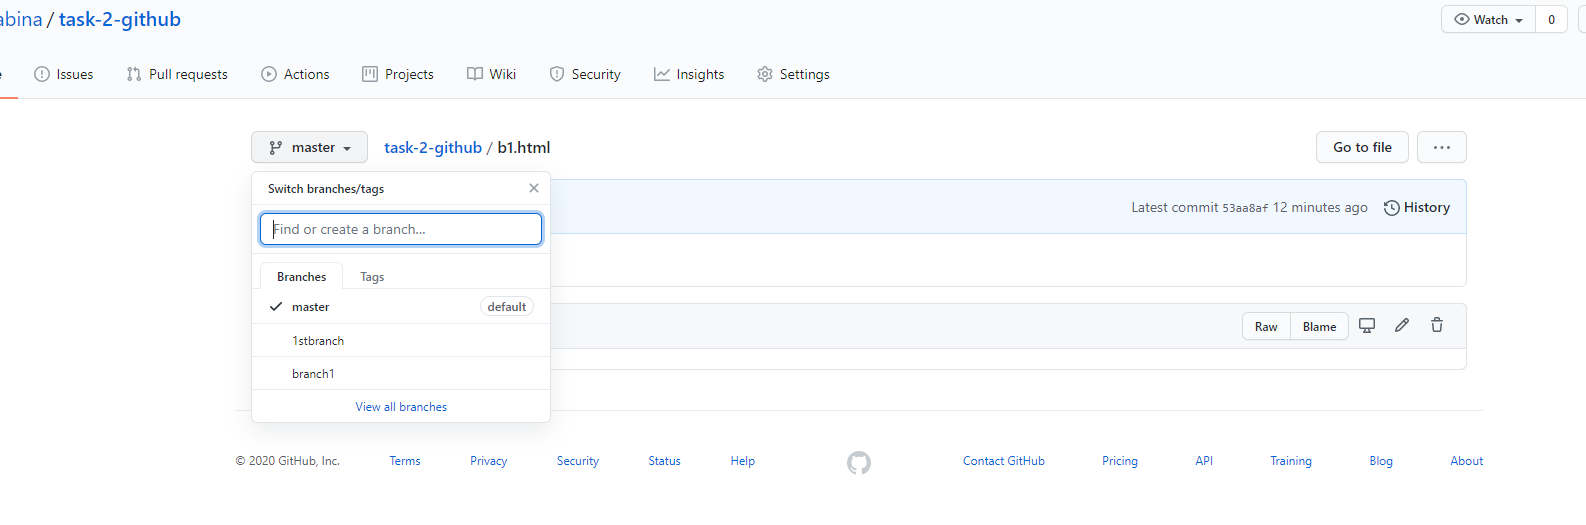 abina / task-2-github
Watch 0
Issues Pull requests Actions Projects Wiki Security Insights Settings
master task-2-github / b1.html Go to file ...
Switch branches/tags
Latest commit 53aa8af 12 minutes ago History
Find or create a branch...
Branches Tags
master default
Raw Blame
1stbranch
branch1
View all branches
© 2020 GitHub, Inc. Terms Privacy Security Status Help Contact GitHub Pricing API Training Blog About